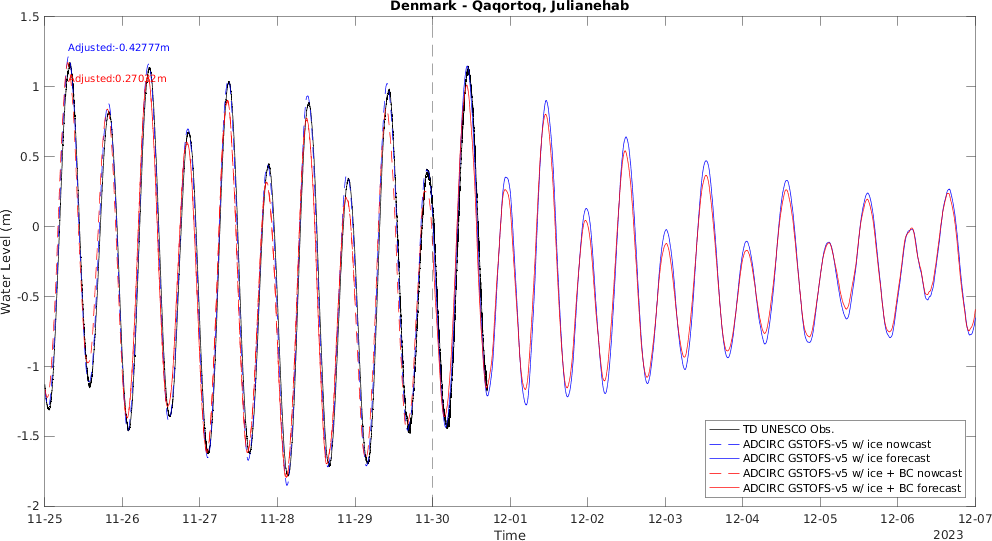 Denmark - Qaqortoq, Julianehab
Adjusted:-0.42777m
Adjusted:0.27012m
1.5
1
0.5
0
-0.5
-1
-1.5
-2
Water Level (m)
11-25
11-26
11-27
11-28
11-29
11-30
12-01
12-02
12-03
12-04
12-05
12-06
12-07
Time
2023
TD UNESCO Obs.
ADCIRC GSTOFS-v5 w/ ice nowcast
ADCIRC GSTOFS-v5 w/ ice forecast
ADCIRC GSTOFS-v5 w/ ice + BC nowcast
ADCIRC GSTOFS-v5 w/ ice + BC forecast